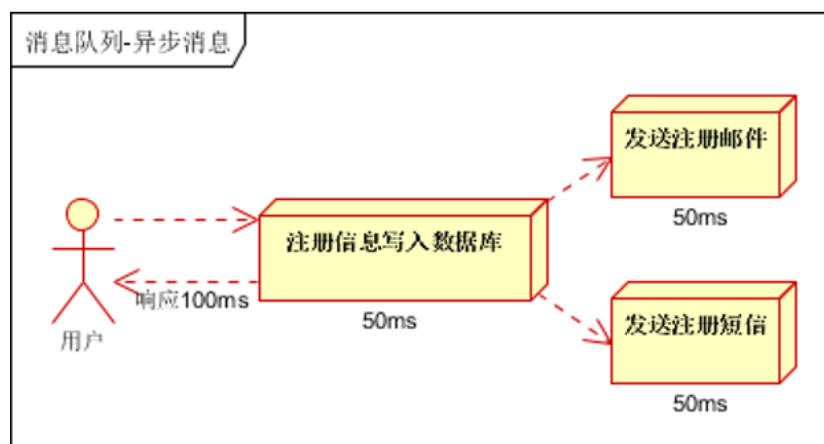 消息队列-异步消息
发送注册邮件
50ms
注册信息写入数据库
响应100ms
50ms
用户
发送注册短信
50ms